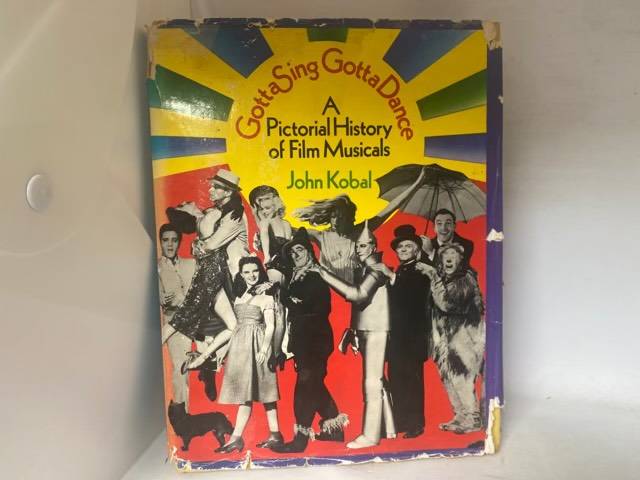 Gotta Sing Gotta Dance
A
Pictorial History
of Film Musicals
John Kobal